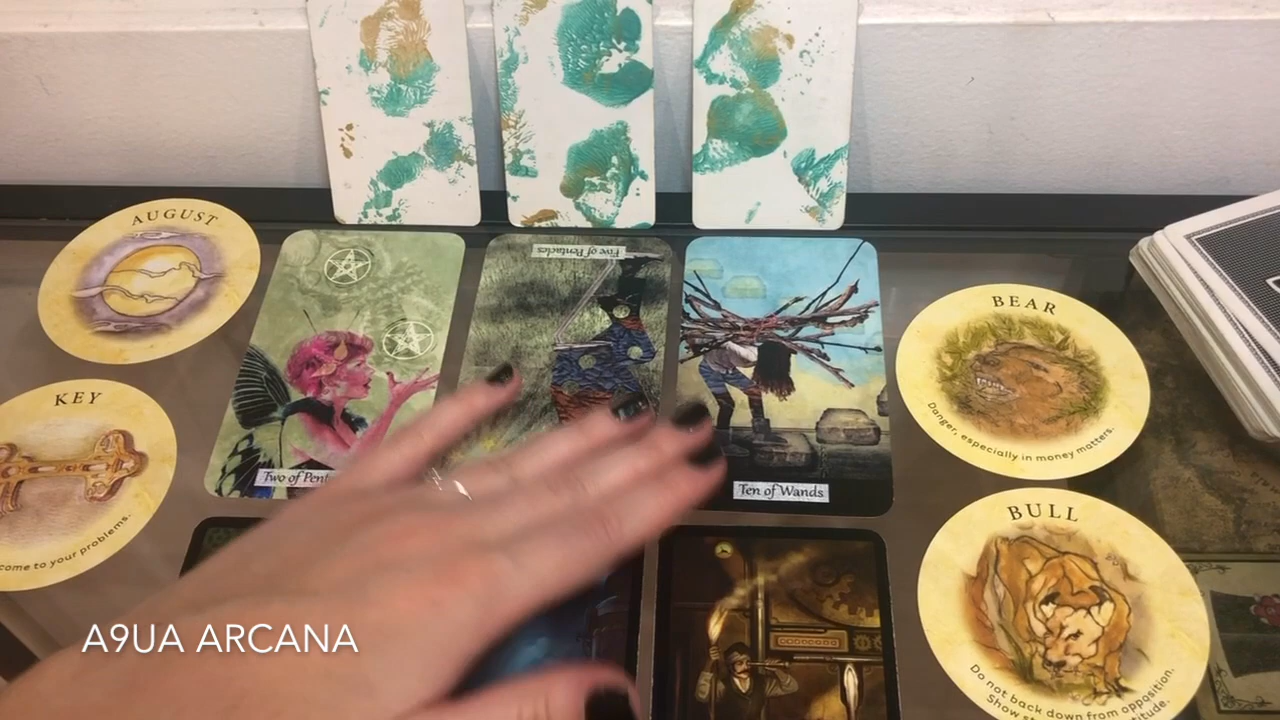 AUGUST
Five of Pentacles
BEAR
Danger, especially in money matters.
KEY
come to your problems.
Two of Pent
Ten of Wands
BULL
Do not back down from opposition.
Show
A9UA ARCANA